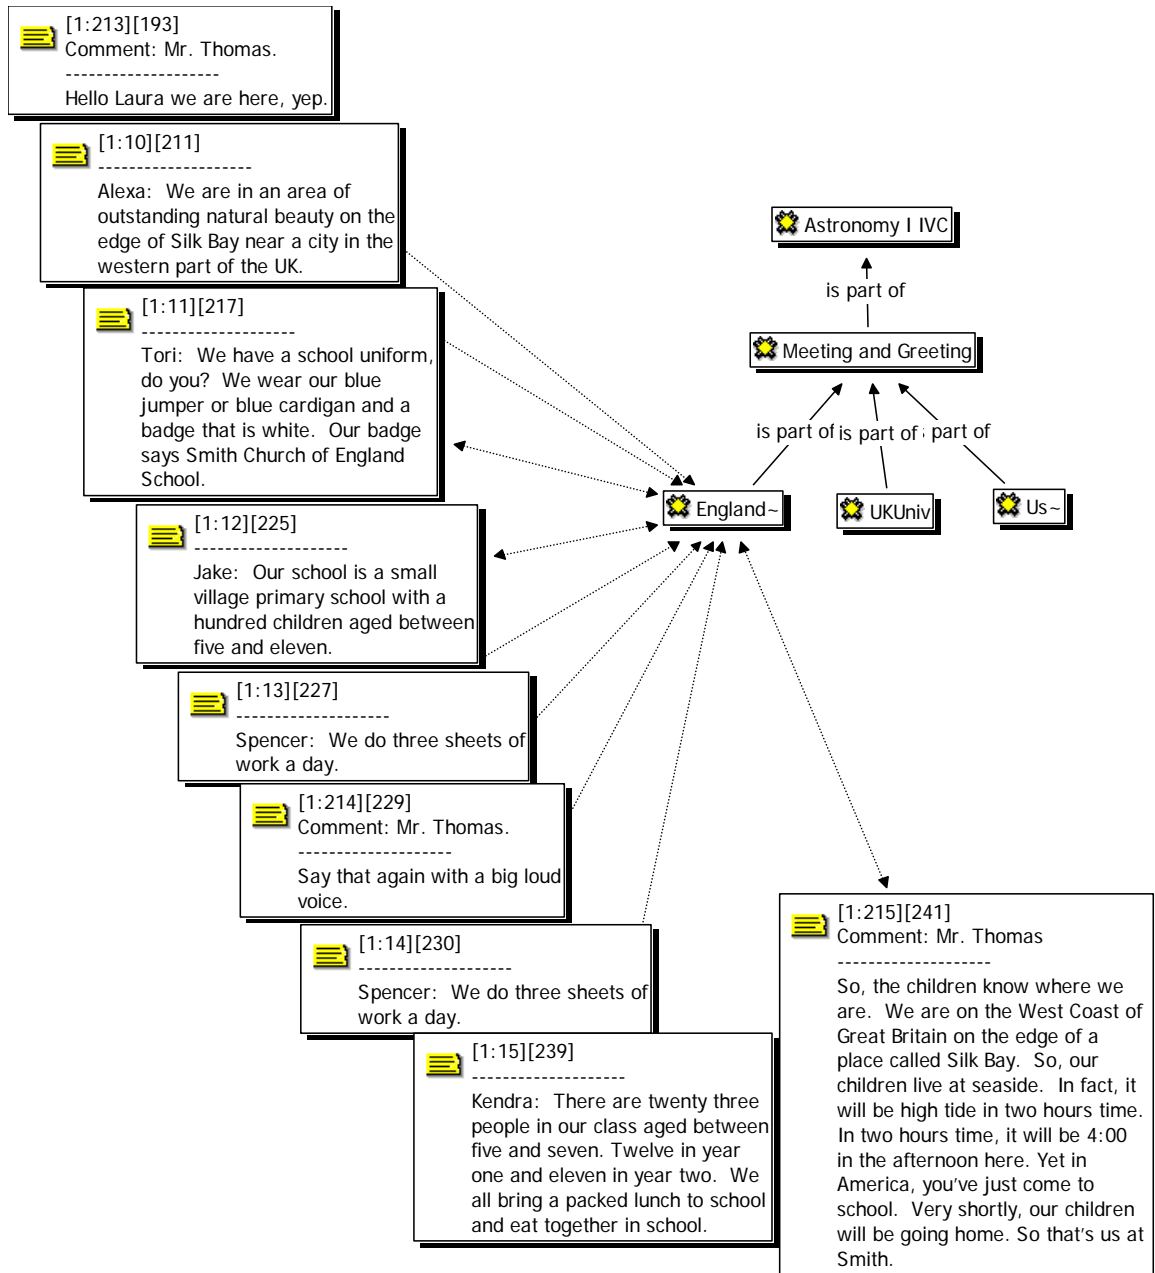 [1:213][193]
Comment: Mr. Thomas.
--------------------
Hello Laura we are here, yep.
[1:10][211]
--------------------
Alexa:  We are in an area of
outstanding natural beauty on the
edge of Silk Bay near a city in the
western part of the UK.
[1:11][217]
--------------------
Tori:  We have a school uniform,
do you?  We wear our blue
jumper or blue cardigan and a
badge that is white.  Our badge
says Smith Church of England
School.
[1:12][225]
--------------------
Jake:  Our school is a small
village primary school with a
hundred children aged between
five and eleven.
[1:13][227]
--------------------
Spencer:  We do three sheets of
work a day.
[1:214][229]
Comment: Mr. Thomas.
--------------------
Say that again with a big loud
voice.
[1:14][230]
--------------------
Spencer:  We do three sheets of
work a day.
[1:15][239]
--------------------
Kendra:  There are twenty three
people in our class aged between
five and seven. Twelve in year
one and eleven in year two.  We
all bring a packed lunch to school
and eat together in school.
Astronomy I IVC
is part of
Meeting and Greeting
is part of is part of part of
England~
UKUniv
Us~
[1:215][241]
Comment: Mr. Thomas
--------------------
So, the children know where we
are.  We are on the West Coast of
Great Britain on the edge of a
place called Silk Bay.  So, our
children live at seaside.  In fact, it
will be high tide in two hours time.
In two hours time, it will be 4:00
in the afternoon here. Yet in
America, you've just come to
school.  Very shortly, our children
will be going home. So that's us at
Smith.